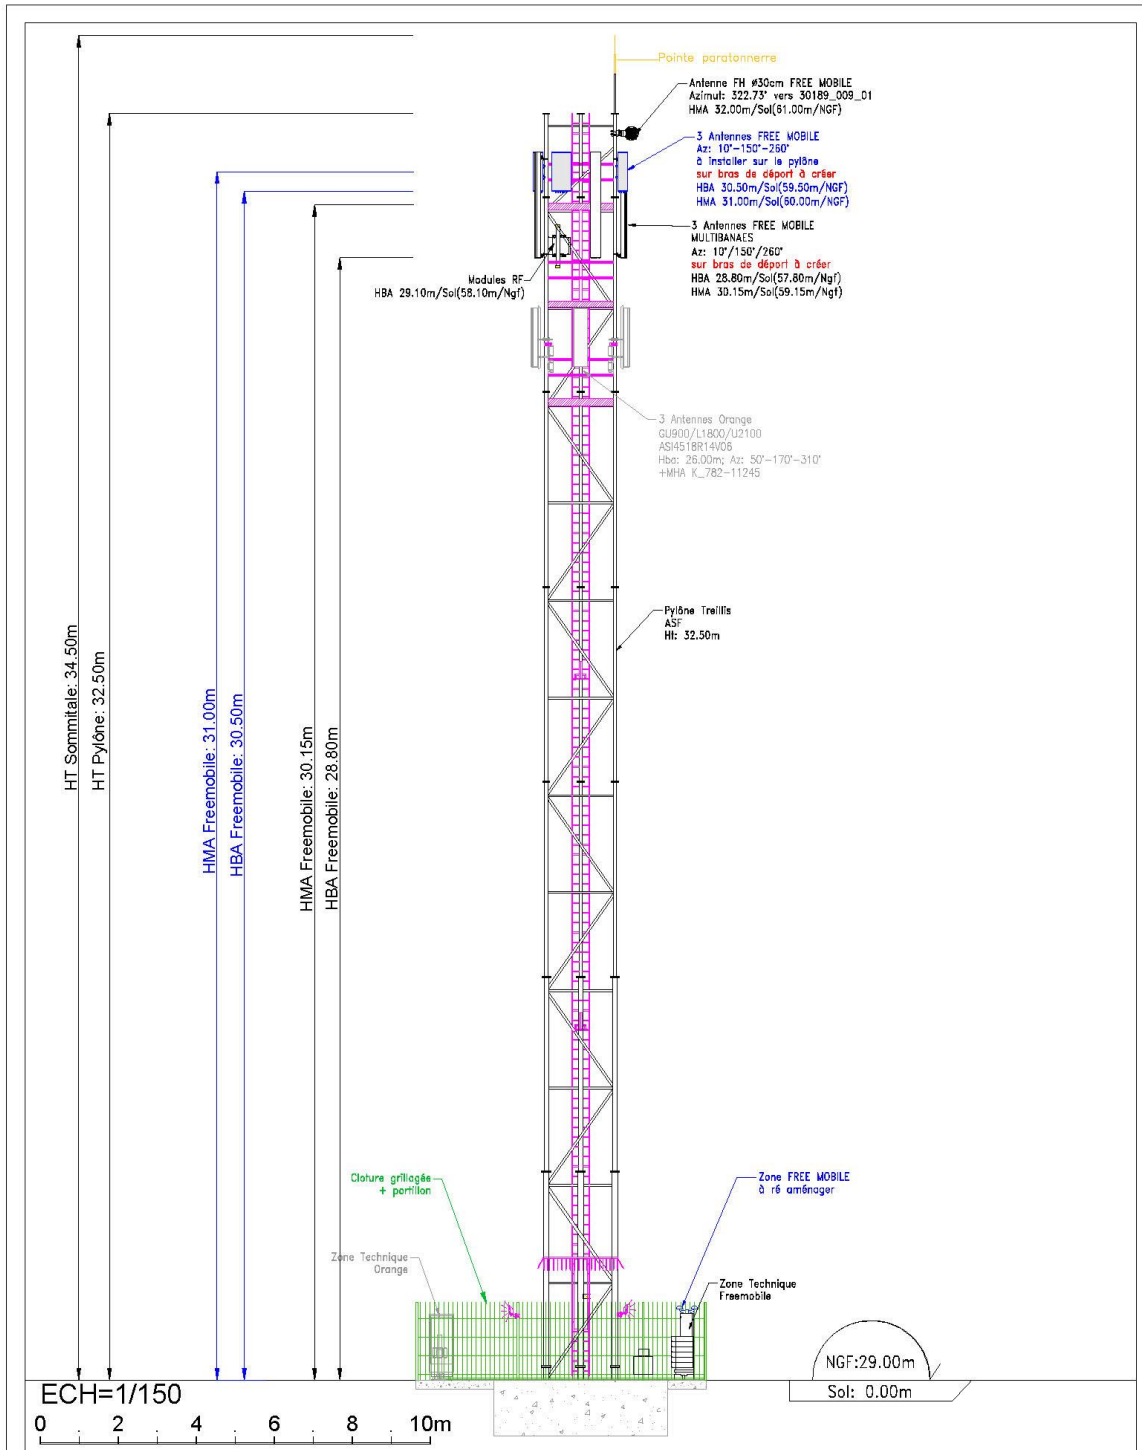 Pointe paratonnerre
Antenne FH ø30cm FREE MOBILE
Azimut: 322.73° vers 30189_009_01
HMA 32.00m/Sol(61.00m/NGF)
3 Antennes FREE MOBILE
Az: 10°-150°-260°
à installer sur le pylône
sur bras de déport à créer
HBA 30.50m/Sol(59.50m/NGF)
HMA 31.00m/Sol(60.00m/NGF)
3 Antennes FREE MOBILE
MULTIBANAES
Az: 10°/150°/260°
sur bras de déport à créer
HBA 28.80m/Sol(57.80m/Ngf)
HMA 30.15m/Sol(59.15m/Ngf)
Modules RF
HBA 29.10m/Sol(58.10m/Ngf)
3 Antennes Orange
GU900/L1800/U2100
ASI4518R14V06
Hba: 26.00m; Az: 50°-170°-310°
+MHA K_782-11245
Pylône Treillis
ASF
Ht: 32.50m
HT Sommitale: 34.50m
HT Pylône: 32.50m
HMA Freemobile: 31.00m
HBA Freemobile: 30.50m
HMA Freemobile: 30.15m
HBA Freemobile: 28.80m
Cloture grillagée
+ portillon
Zone FREE MOBILE
à ré aménager
Zone Technique
Orange
Zone Technique
Freemobile
NGF:29.00m
Sol: 0.00m
ECH=1/150
0 2 4 6 8 10m